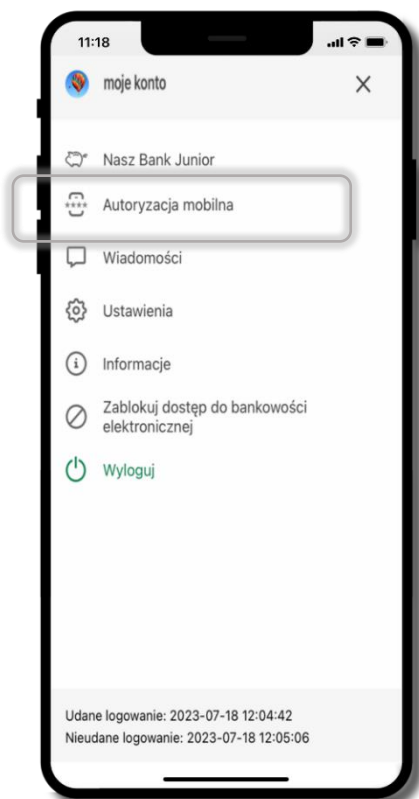 11:18
moje konto
Nasz Bank Junior
Autoryzacja mobilna
Wiadomości
Ustawienia
Informacje
Zablokuj dostęp do bankowości
elektronicznej
Wyloguj
Udane logowanie: 2023-07-18 12:04:42
Nieudane logowanie: 2023-07-18 12:05:06